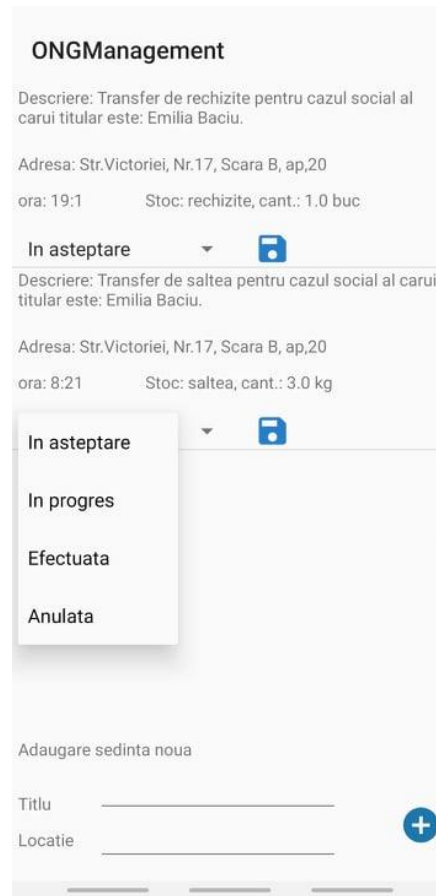 ONGManagement
Descriere: Transfer de rechizite pentru cazul social al
carui titular este: Emilia Baciu.
Adresa: Str.Victoriei, Nr.17, Scara B, ap,20
ora: 19:1 Stoc: rechizite, cant.: 1.0 buc
In asteptare
Descriere: Transfer de saltea pentru cazul social al carui
titular este: Emilia Baciu.
Adresa: Str.Victoriei, Nr.17, Scara B, ap,20
ora: 8:21 Stoc: saltea, cant.: 3.0 kg
In asteptare
In progres
Efectuata
Anulata
Adaugare sedinta noua
Titlu
Locatie